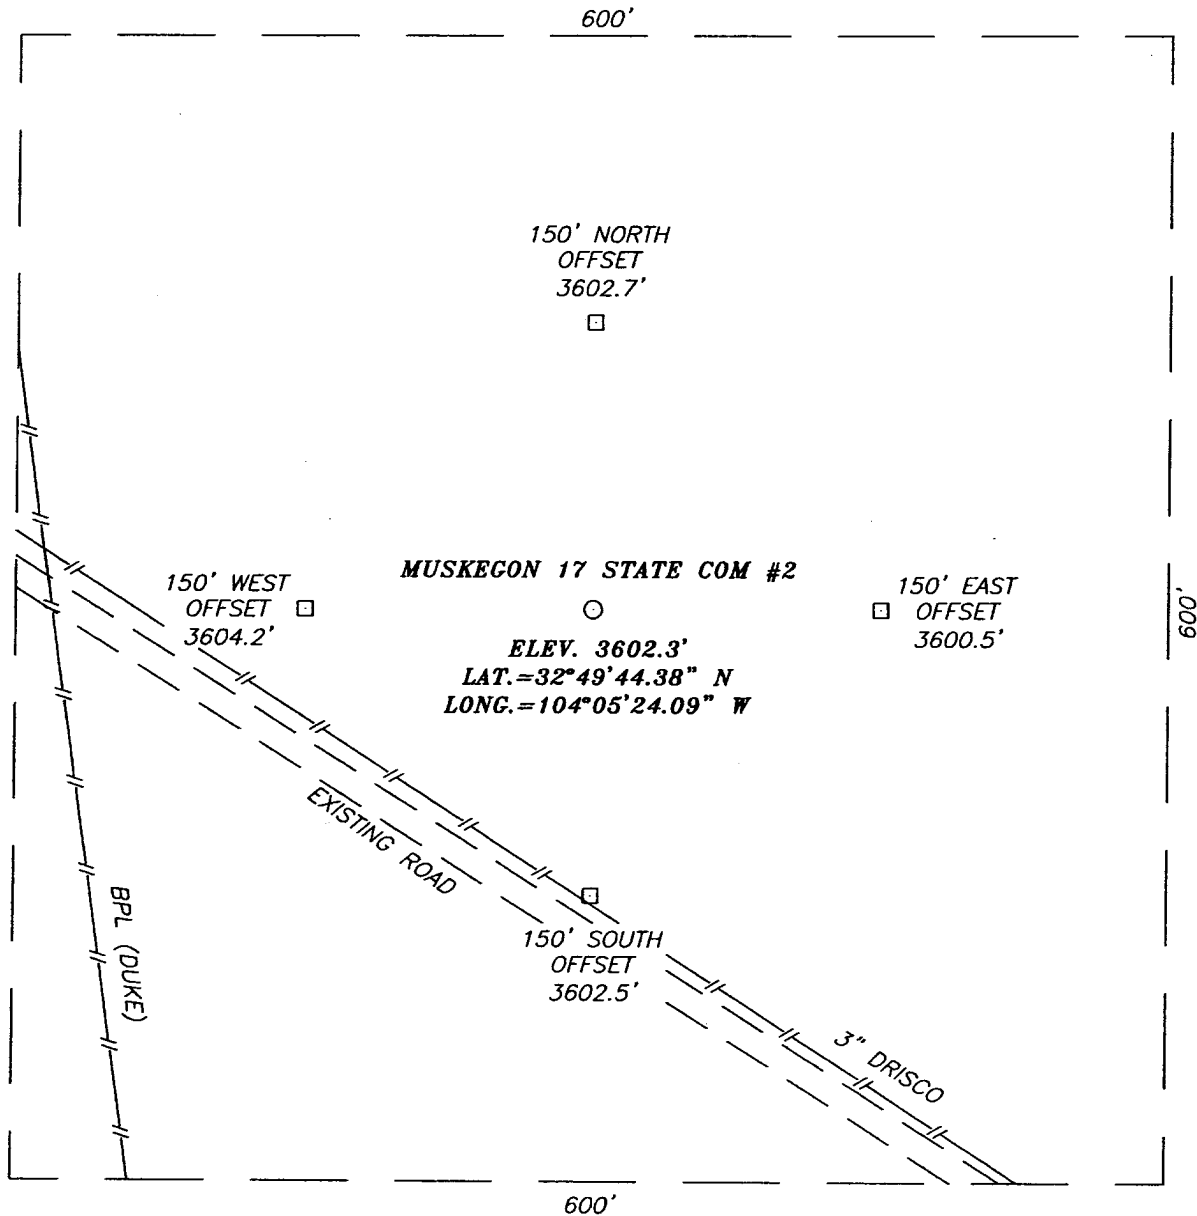 600'
150' NORTH
OFFSET
3602.7'
MUSKEGON 17 STATE COM #2
150' WEST
OFFSET
3604.2'
150' EAST
OFFSET
3600.5'
600'
ELEV. 3602.3'
LAT.=32°49'44.38" N
LONG.=104°05'24.09" W
EXISTING ROAD
BPL (DUKE)
150' SOUTH
OFFSET
3602.5'
3" DRISCO
600'